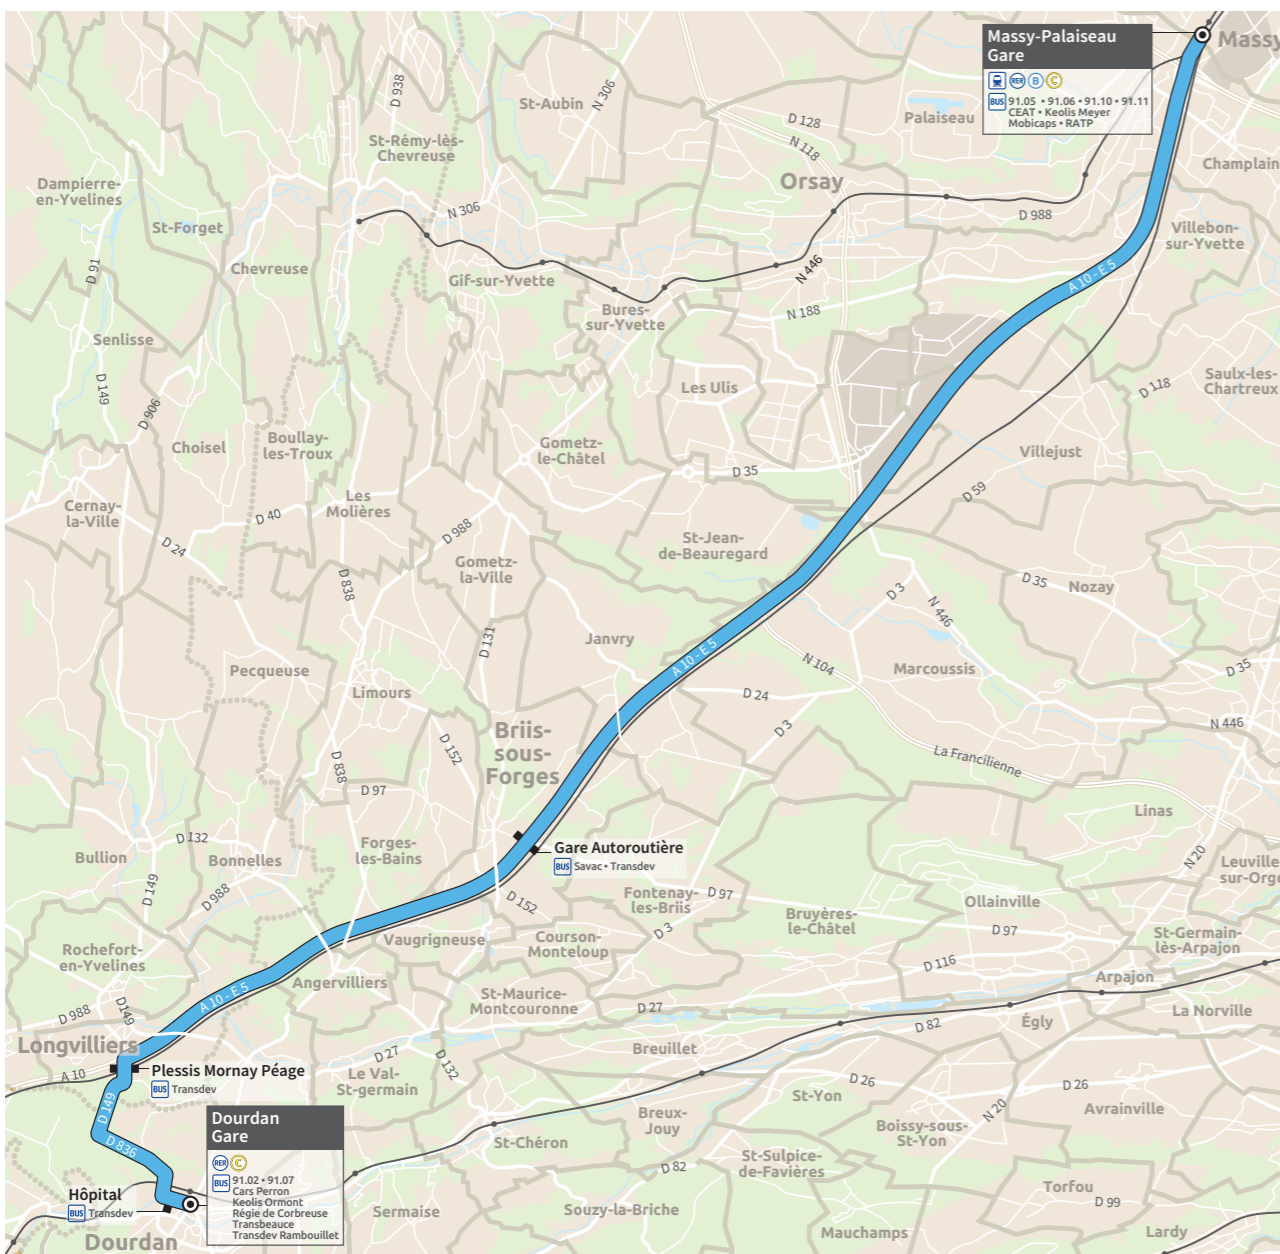 Massy-Palaiseau
Gare
RER B C
BUS 91.05 • 91.06 • 91.10 • 91.11
CEAT • Keolis Meyer
Mobicaps • RATP
Massy
D 938
St-Aubin
N 306
Palaiseau
D 128
N 118
St-Rémy-lès-
Chevreuse
Champlain
Dampierre-
en-Yvelines
Orsay
St-Forget
N 306
D 988
Villebon-
sur-Yvette
D 91
Chevreuse
Gif-sur-Yvette
N 446
A 10 - E 5
Bures-
sur-Yvette
N 188
Senlisse
D 149
Les Ulis
D 118
Saulx-les-
Chartreux
D 906
Choisel
Boullay-
les-Troux
Gometz-
le-Châtel
Villejust
D 35
Cernay-
la-Ville
Les
Molières
D 59
D 40
D 24
D 988
St-Jean-
de-Beauregard
Gometz-
la-Ville
D 838
D 3
N 446
D 35
Nozay
D 131
Janvry
A 10 - E 5
N 104
Marcoussis
D 35
Pecqueuse
Limours
D 24
Briis-
sous-
Forges
D 152
D 3
N 446
D 838
La Francilienne
D 97
Linas
Bullion
D 132
Bonnelles
Forges-
les-Bains
Gare Autoroutière
BUS Savac • Transdev
N 20
Leuville-
sur-Orge
D 149
D 988
D 152
Fontenay-
les-Briis
D 97
Bruyères-
le-Châtel
Ollainville
D 97
Rochefort-
en-Yvelines
Vaugrigneuse
Courson-
Monteloup
D 3
St-Germain-
lès-Arpajon
D 116
Arpajon
Angervilliers
A 10 - E 5
St-Maurice-
Montcouronne
D 27
D 988
D149
Égly
La Norville
D 82
Longvilliers
D 27
D 132
Breuillet
Plessis Mornay Péage
BUS Transdev
A 10
Le Val-
St-germain
D 26
D 26
St-Yon
D 149
Breux-
Jouy
N 20
Avrainville
Boissy-sous-
St-Yon
Dourdan
Gare
RER C
BUS 91.02 • 91.07
Cars Perron
Keolis Ormont
Régie de Corbreuse
Transbeauce
Transdev Rambouillet
D 836
St-Chéron
St-Sulpice-
de-Favières
D 82
Hôpital
BUS Transdev
Torfou
D 99
Sermaise
Souzy-la-Briche
Mauchamps
Lardy
Dourdan